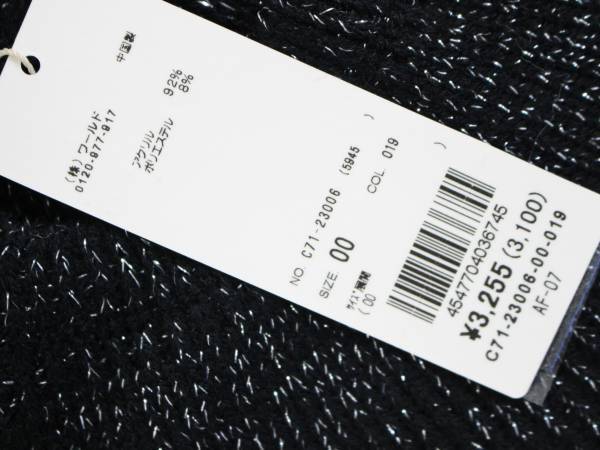 中国製
(株) ワールド
0120-977-917
アクリル 92%
ポリエステル 8%
NO. C71-23006 (5945 )
SIZE 00 COL 019
サイズ展開
(00 )
4547704036745
¥3,255(3,100)
C71-23006-00-019
AF-07